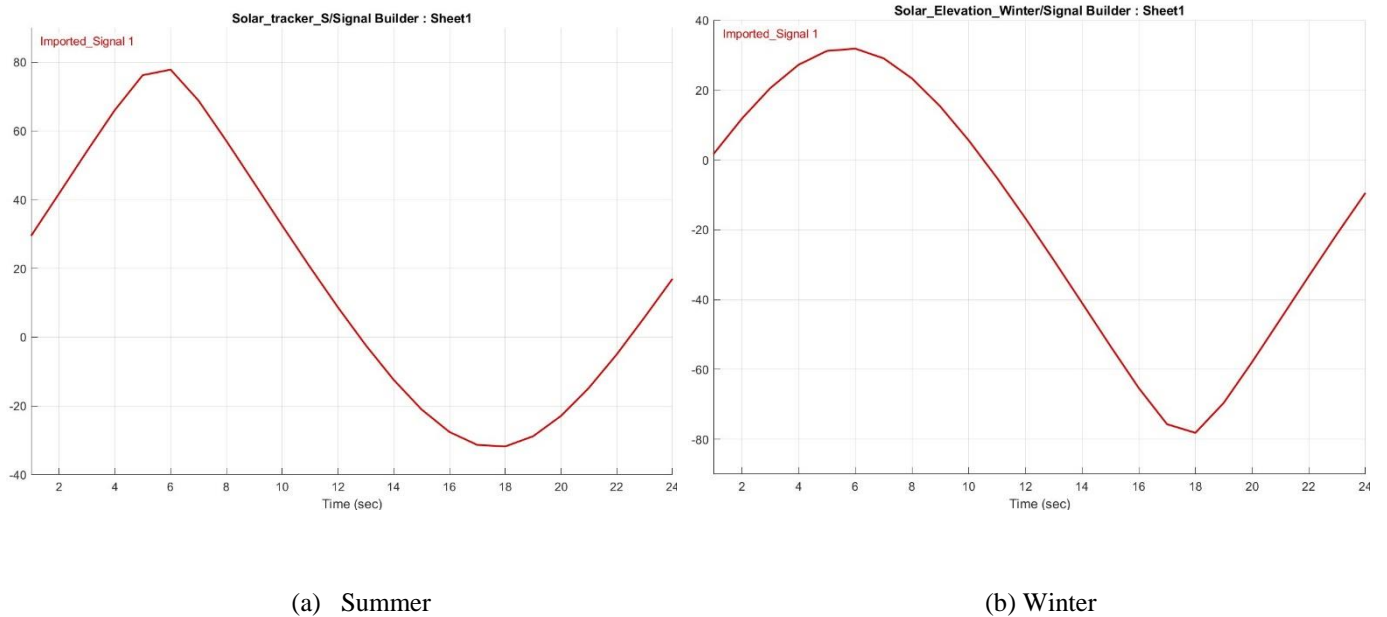 Solar_tracker_S/Signal Builder : Sheet1
Imported_Signal 1
80
60
40
20
0
-20
-40
2 4 6 8 10 12 14 16 18 20 22 24
Time (sec)
(a) Summer
Solar_Elevation_Winter/Signal Builder : Sheet1
40
Imported_Signal 1
20
0
-20
-40
-60
-80
2 4 6 8 10 12 14 16 18 20 22 24
Time (sec)
(b) Winter